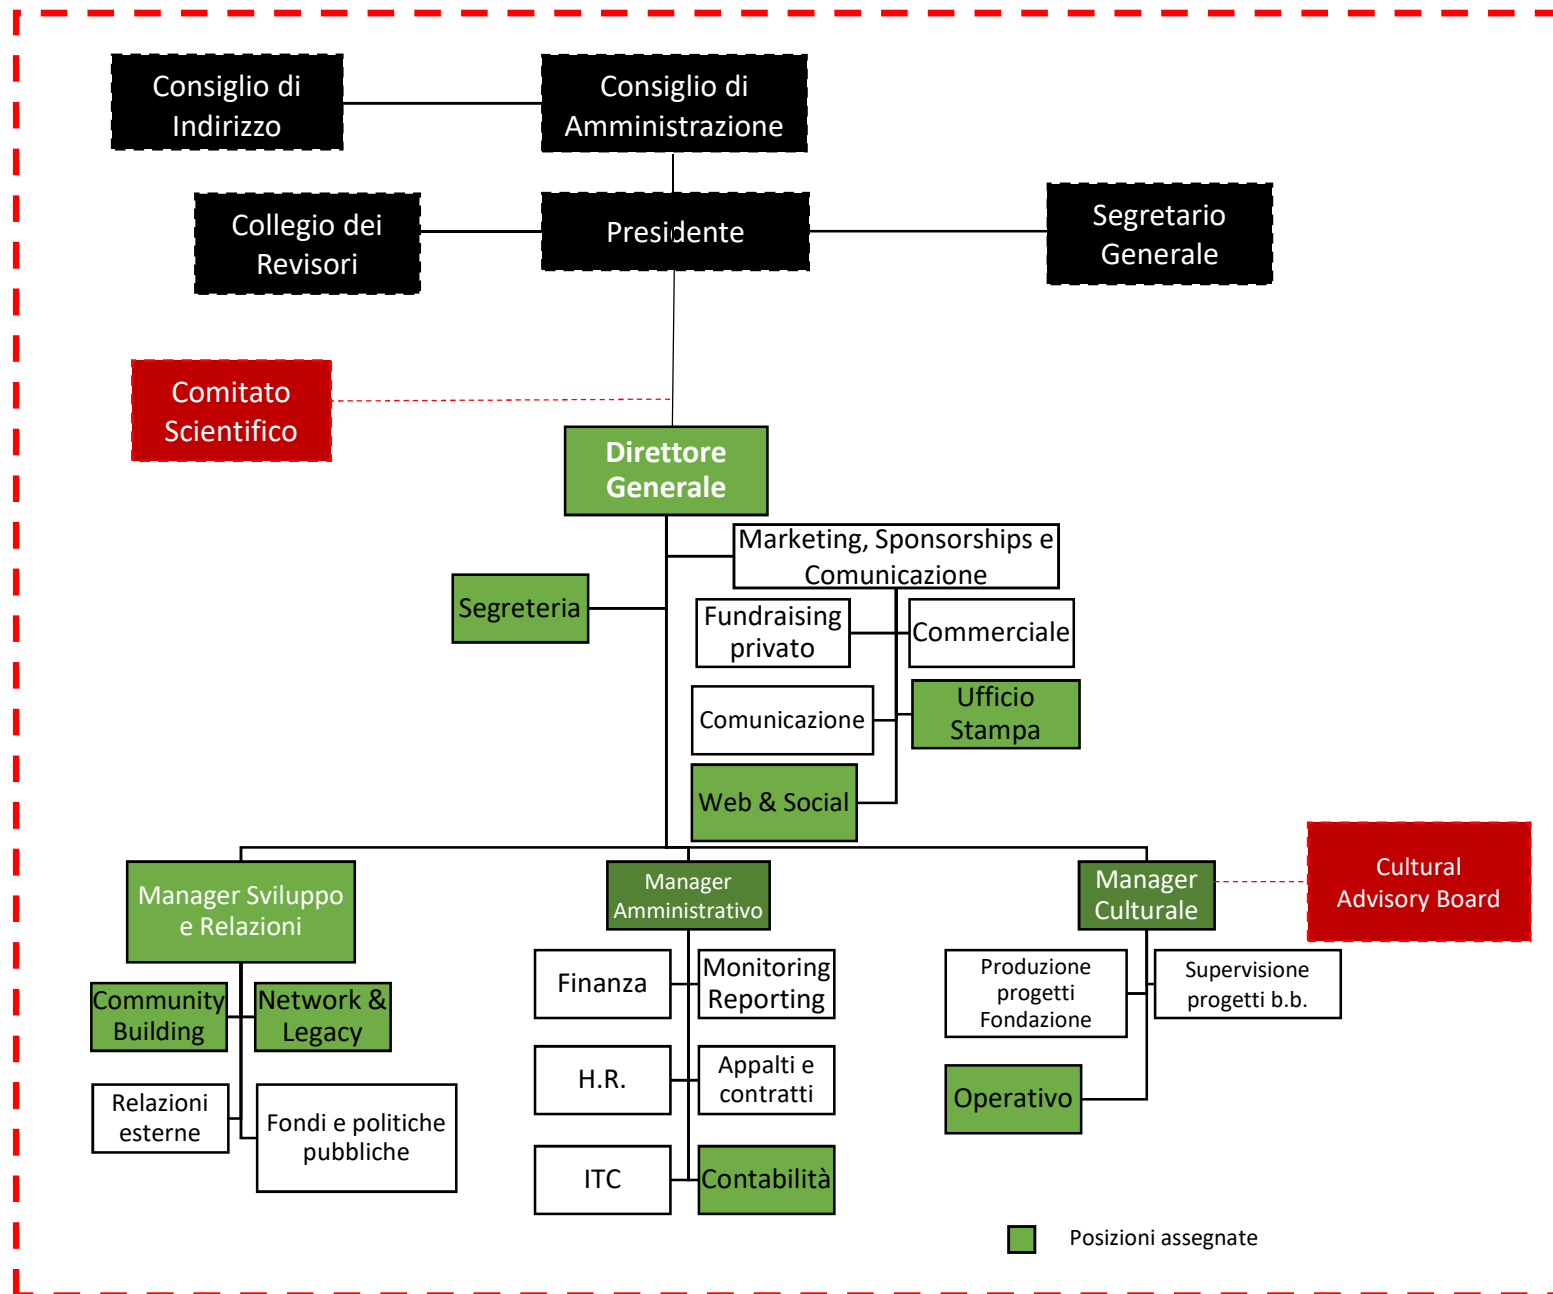 Consiglio di
Indirizzo
Consiglio di
Amministrazione
Collegio dei
Revisori
Presidente
Segretario
Generale
Comitato
Scientifico
Direttore
Generale
Marketing, Sponsorships e
Comunicazione
Segreteria
Fundraising
privato
Commerciale
Comunicazione
Ufficio
Stampa
Web & Social
Manager Sviluppo
e Relazioni
Manager
Amministrativo
Manager
Culturale
Cultural
Advisory Board
Community
Building
Network &
Legacy
Relazioni
esterne
Fondi e politiche
pubbliche
Finanza
Monitoring
Reporting
H.R.
Appalti e
contratti
ITC
Contabilità
Produzione
progetti
Fondazione
Supervisione
progetti b.b.
Operativo
Posizioni assegnate